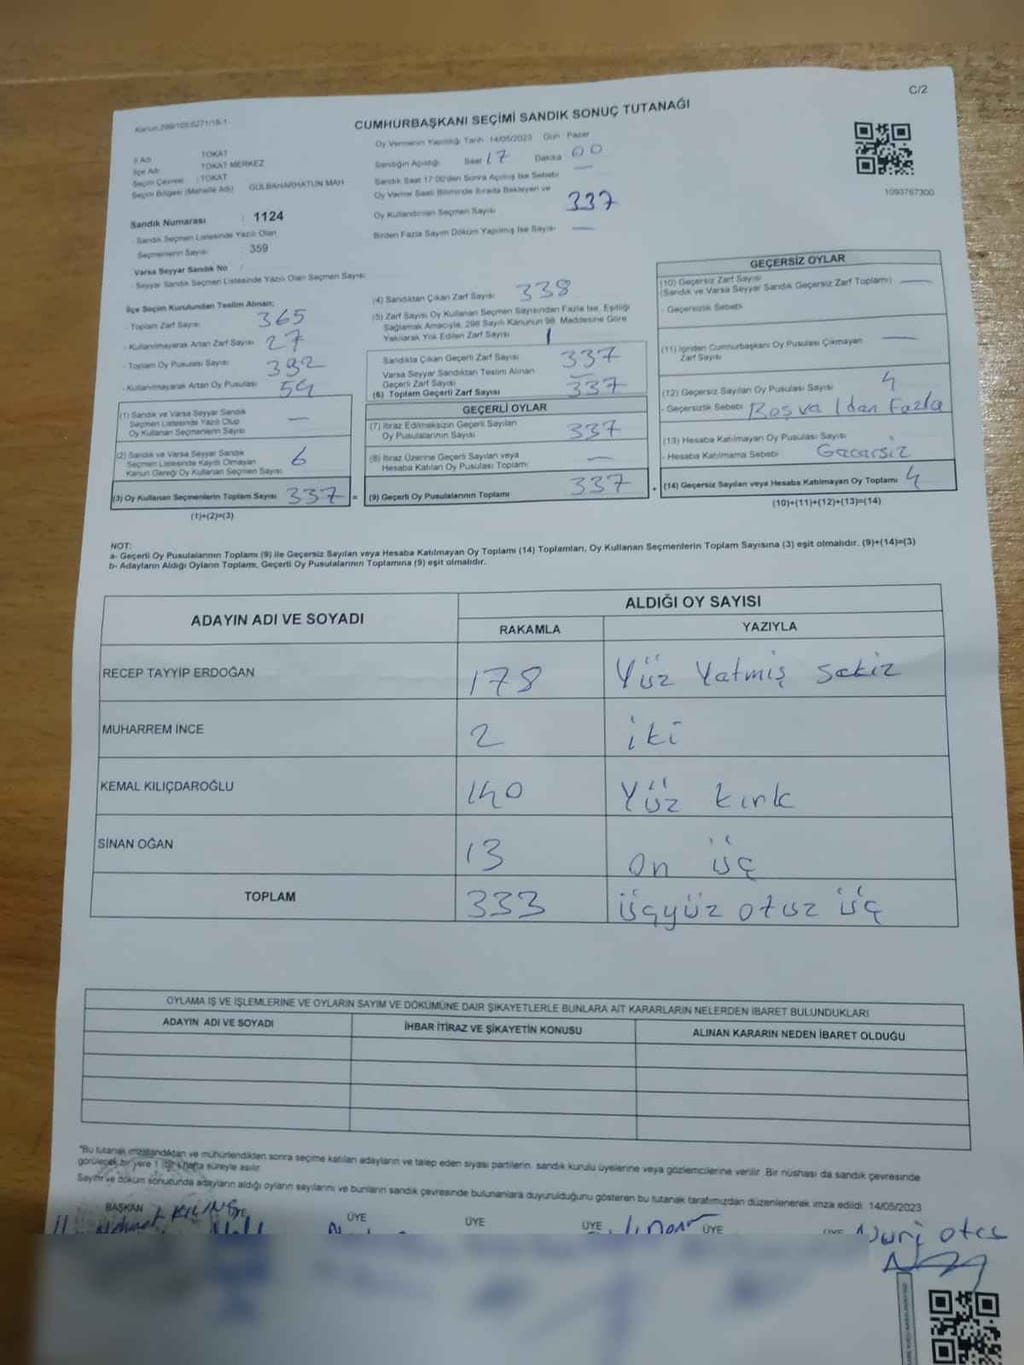 C/2
Kanun:298/105;6271/18-1
CUMHURBAŞKANI SEÇİMİ SANDIK SONUÇ TUTANAĞI
1093767300
İl Adı : TOKAT
İlçe Adı : TOKAT MERKEZ
Seçim Çevresi : TOKAT
Seçim Bölgesi (Mahalle Adı) : GÜLBAHARHATUN MAH
Sandık Numarası : 1124
- Sandık Seçmen Listesinde Yazılı Olan
Seçmenlerin Sayısı : 359
Varsa Seyyar Sandık No :
- Seyyar Sandık Seçmen Listesinde Yazılı Olan Seçmen Sayısı:
Oy Vermenin Yapıldığı Tarih 14/05/2023 Gün Pazar
Sandığın Açıldığı: Saat 17 Dakika 00
Sandık Saat 17.00'den Sonra Açılmış İse Sebebi —
Oy Verme Saati Bitiminde Sırada Bekleyen ve
Oy Kullandırılan Seçmen Sayısı 337
Birden Fazla Sayım Döküm Yapılmış İse Sayısı —
İlçe Seçim Kurulundan Teslim Alınan;
- Toplam Zarf Sayısı 365
- Kullanılmayarak Artan Zarf Sayısı 27
- Toplam Oy Pusulası Sayısı 392
- Kullanılmayarak Artan Oy Pusulası 54
(1) Sandık ve Varsa Seyyar Sandık
Seçmen Listesinde Yazılı Olup
Oy Kullanan Seçmenlerin Sayısı —
(2) Sandık ve Varsa Seyyar Sandık
Seçmen Listesinde Kayıtlı Olmayan
Kanun Gereği Oy Kullanan Seçmen Sayısı 6
(3) Oy Kullanan Seçmenlerin Toplam Sayısı 337 =
(1)+(2)=(3)
(4) Sandıktan Çıkan Zarf Sayısı 338
(5) Zarf Sayısı Oy Kullanan Seçmen Sayısından Fazla İse, Eşitliği
Sağlamak Amacıyla, 298 Sayılı Kanunun 98. Maddesine Göre
Yakılarak Yok Edilen Zarf Sayısı 1
Sandıkta Çıkan Geçerli Zarf Sayısı 337
Varsa Seyyar Sandıktan Teslim Alınan
Geçerli Zarf Sayısı —
(6) Toplam Geçerli Zarf Sayısı 337
GEÇERLİ OYLAR
(7) İtiraz Edilmeksizin Geçerli Sayılan
Oy Pusulalarının Sayısı 337
(8) İtiraz Üzerine Geçerli Sayılan veya
Hesaba Katılan Oy Pusulası Toplamı —
(9) Geçerli Oy Pusulalarının Toplamı 337 +
GEÇERSİZ OYLAR
(10) Geçersiz Zarf Sayısı
(Sandık ve Varsa Seyyar Sandık Geçersiz Zarf Toplamı) —
- Geçersizlik Sebebi
(11) İçinden Cumhurbaşkanı Oy Pusulası Çıkmayan
Zarf Sayısı —
(12) Geçersiz Sayılan Oy Pusulası Sayısı 4
- Geçersizlik Sebebi Boş va 1 dan Fazla
(13) Hesaba Katılmayan Oy Pusulası Sayısı
- Hesaba Katılmama Sebebi Gacarsiz
(14) Geçersiz Sayılan veya Hesaba Katılmayan Oy Toplamı 4
(10)+(11)+(12)+(13)=(14)
NOT:
a- Geçerli Oy Pusulalarının Toplamı (9) ile Geçersiz Sayılan veya Hesaba Katılmayan Oy Toplamı (14) Toplamları, Oy Kullanan Seçmenlerin Toplam Sayısına (3) eşit olmalıdır. (9)+(14)=(3)
b- Adayların Aldığı Oyların Toplamı, Geçerli Oy Pusulalarının Toplamına (9) eşit olmalıdır.
ADAYIN ADI VE SOYADI
ALDIĞI OY SAYISI
RAKAMLA YAZIYLA
RECEP TAYYİP ERDOĞAN 178 Yüz Yatmiş sakiz
MUHARREM İNCE 2 iki
KEMAL KILIÇDAROĞLU 140 Yüz kırk
SİNAN OĞAN 13 on üç
TOPLAM 333 üçyüz otuz üç
OYLAMA İŞ VE İŞLEMLERİNE VE OYLARIN SAYIM VE DÖKÜMÜNE DAİR ŞİKAYETLERLE BUNLARA AİT KARARLARIN NELERDEN İBARET BULUNDUKLARI
ADAYIN ADI VE SOYADI İHBAR İTİRAZ VE ŞİKAYETİN KONUSU ALINAN KARARIN NEDEN İBARET OLDUĞU
*Bu tutanak imzalandıktan ve mühürlendikten sonra seçime katılan adayların ve talep eden siyasi partilerin, sandık kurulu üyelerine veya gözlemcilerine verilir. Bir nüshası da sandık çevresinde
görülecek bir yere 1 (bir) hafta süreyle asılır.
Sayım ve döküm sonucunda adayların aldığı oyların sayılarını ve bunların sandık çevresinde bulunanlara duyurulduğunu gösteren bu tutanak tarafımızdan düzenlenerek imza edildi. 14/05/2023
BAŞKAN ÜYE ÜYE ÜYE ÜYE ÜYE ÜYE
Nuri